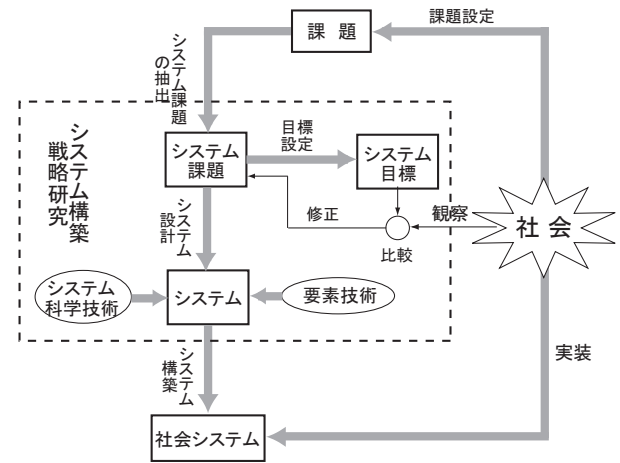 課題
課題設定
システム課題
の抽出
システム構築
戦略研究
システム
課題
目標
設定
システム
目標
修正
比較
観察
社会
システム
設計
システム
科学技術
システム
要素技術
システム
構築
実装
社会システム